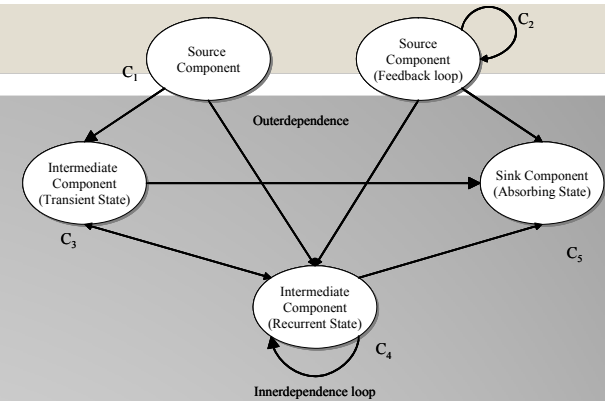 Source
Component
C1
Source
Component
(Feedback loop)
C2
Outerdependence
Intermediate
Component
(Transient State)
C3
Sink Component
(Absorbing State)
C5
Intermediate
Component
(Recurrent State)
C4
Innerdependence loop